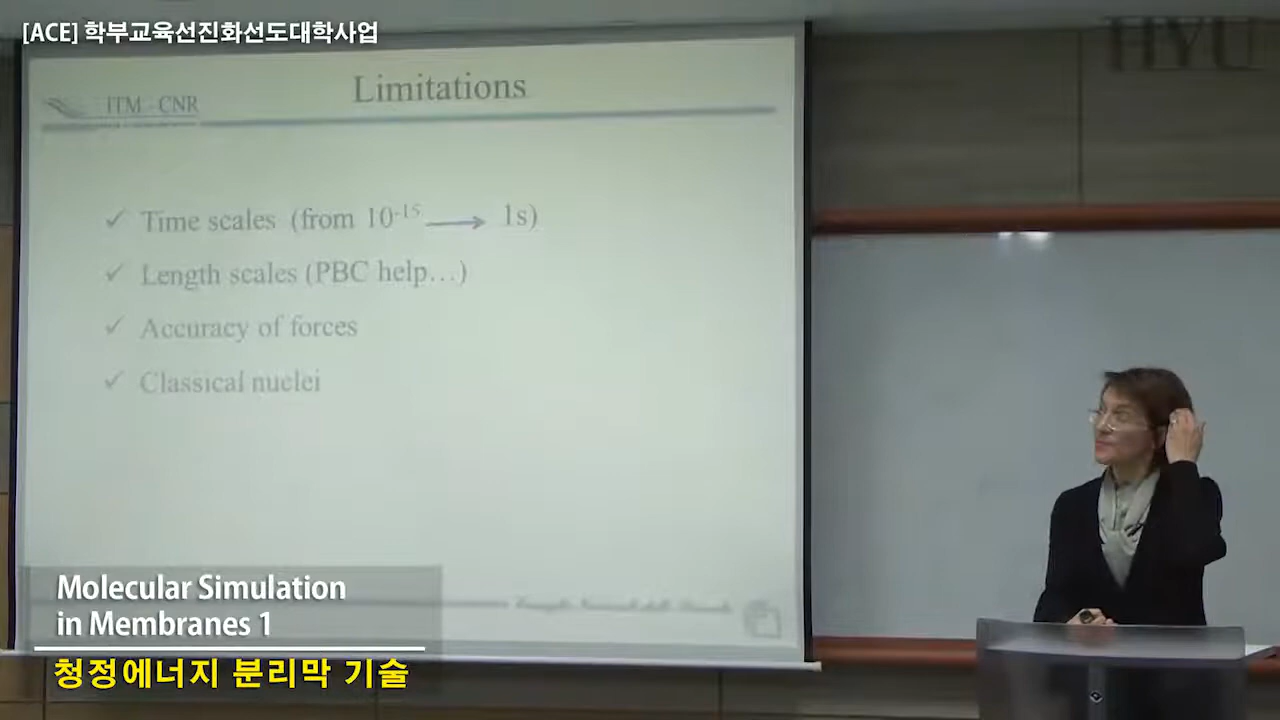 [ACE] 학부교육선진화선도대학사업
HYU
ITM - CNR
Limitations
✓ Time scales (from 10⁻¹⁵ → 1s)
✓ Length scales (PBC help…)
✓ Accuracy of forces
✓ Classical nuclei
Molecular Simulation
in Membranes 1
청정에너지 분리막 기술